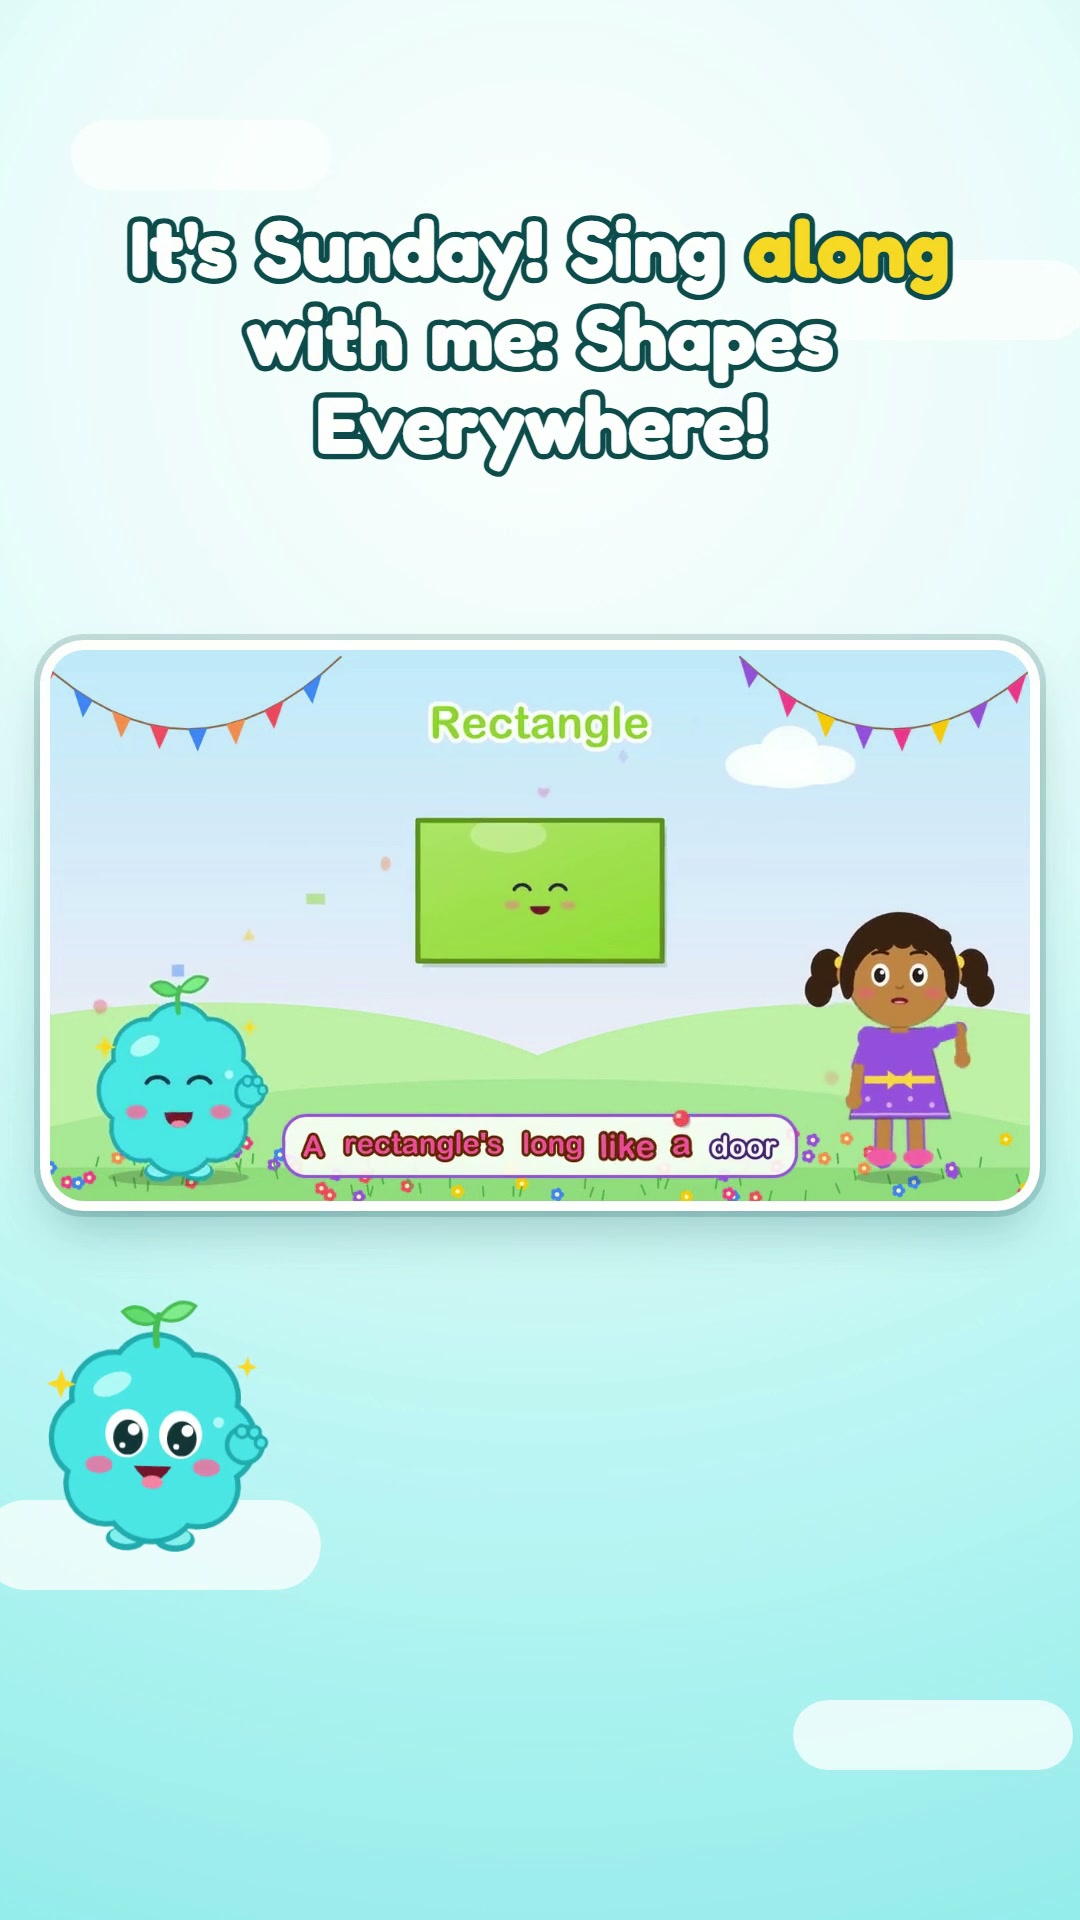 It's Sunday! Sing along
with me: Shapes
Everywhere!
Rectangle
A rectangle's long like a door